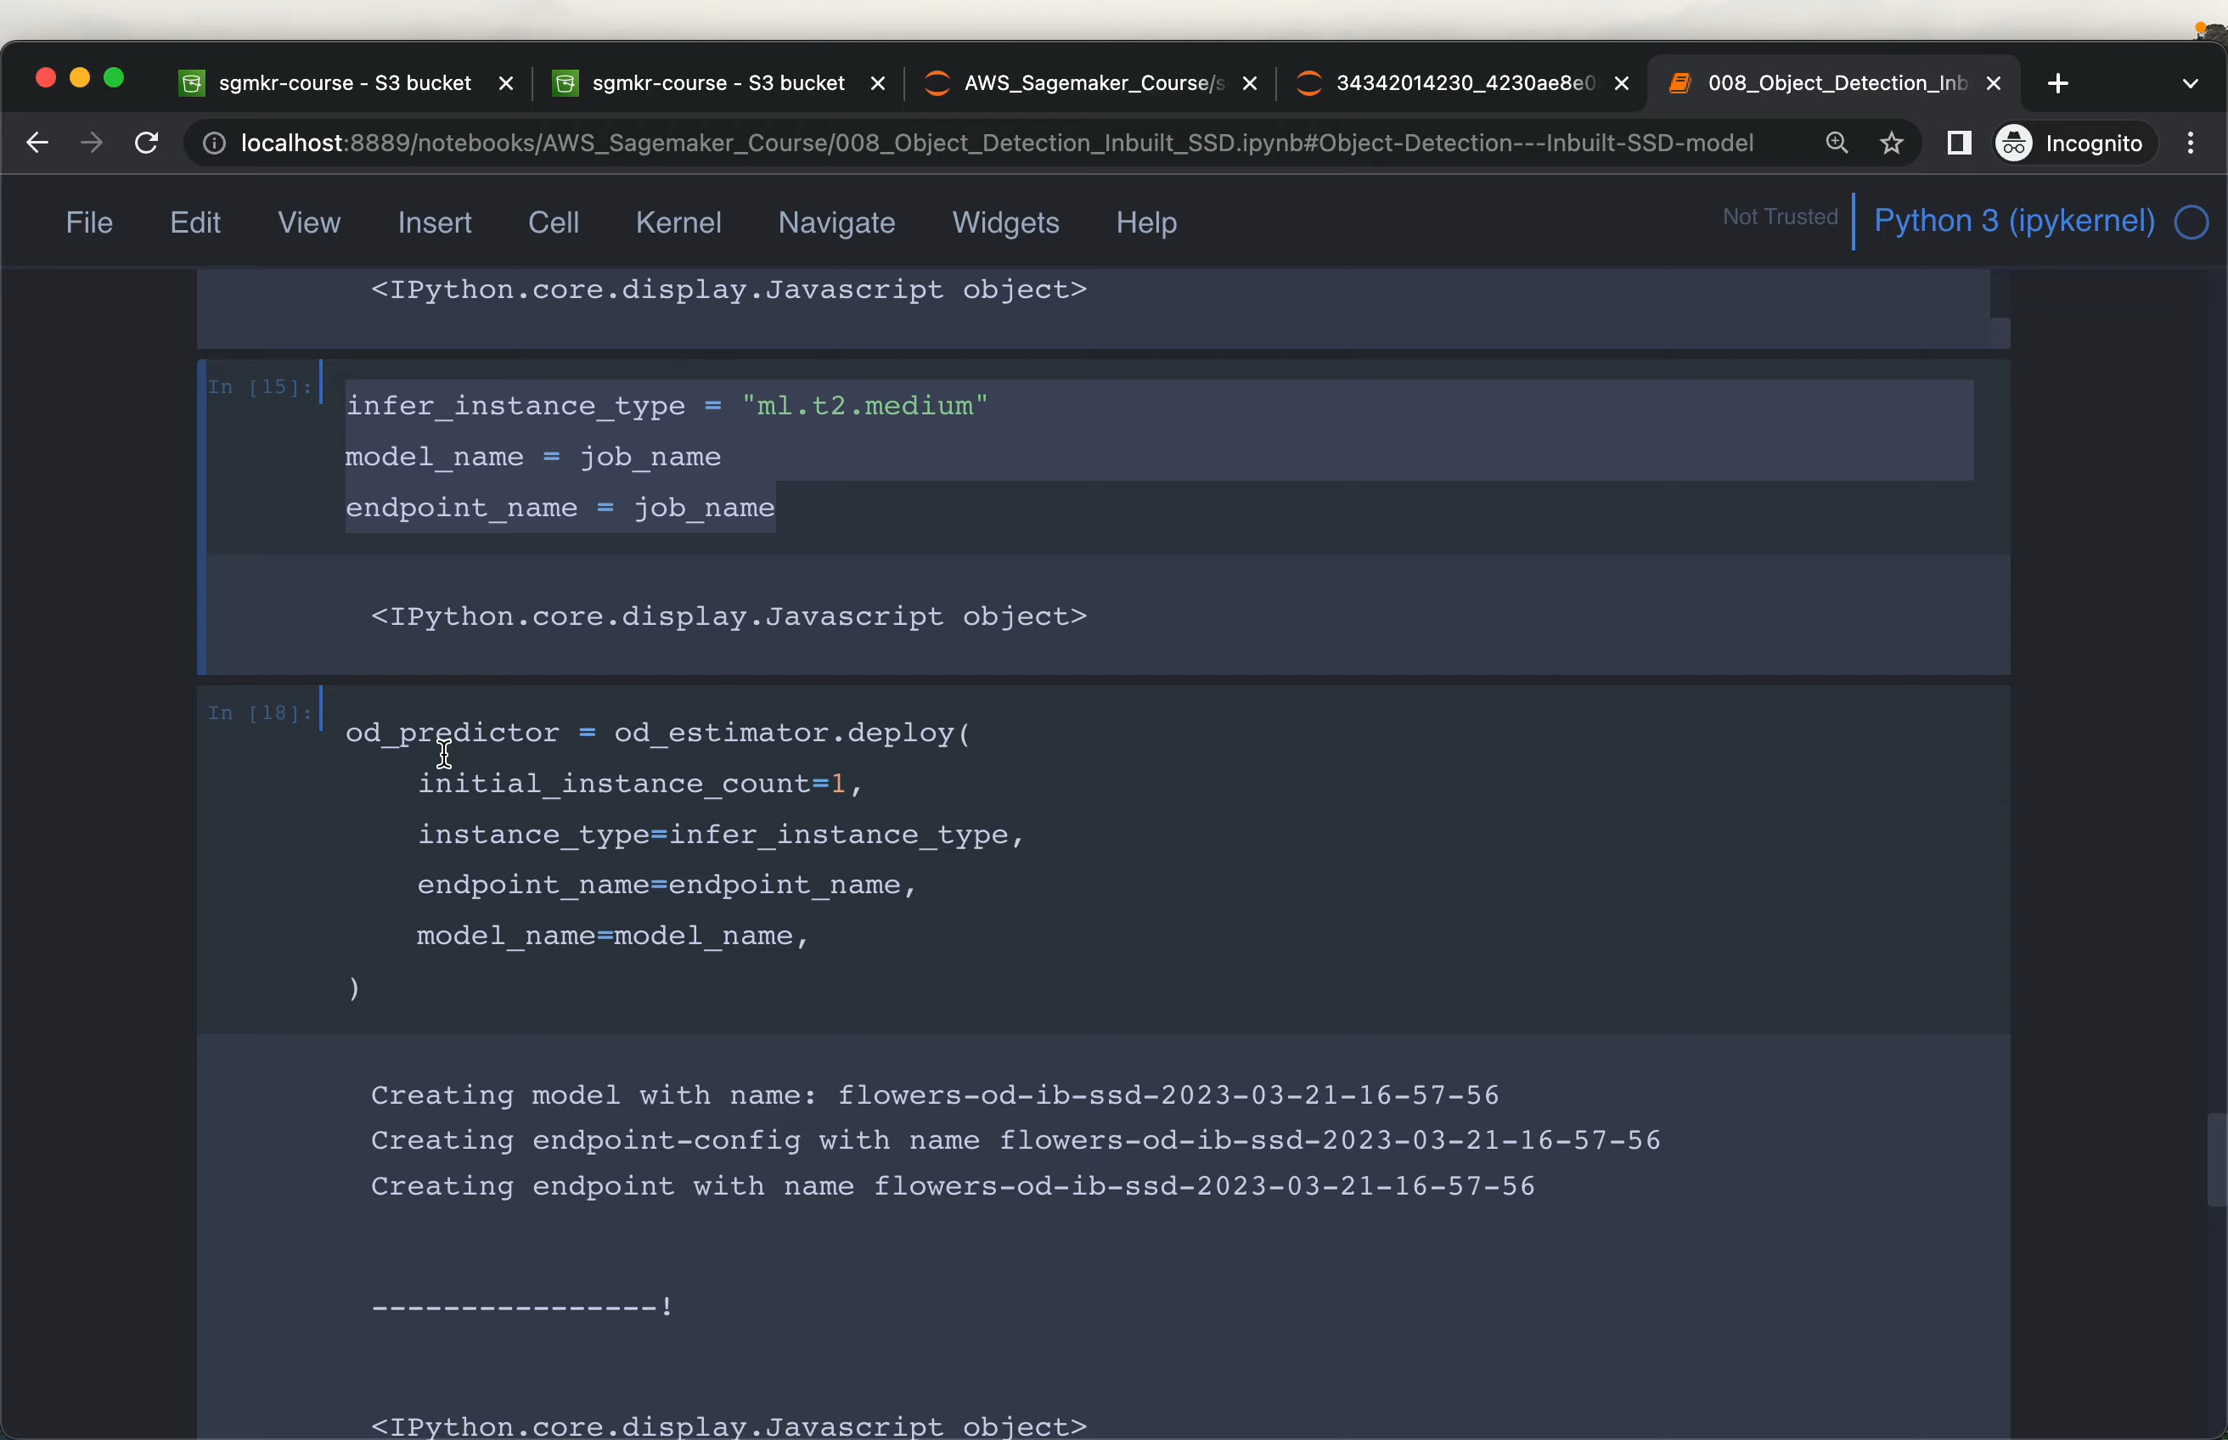 sgmkr-course - S3 bucket
sgmkr-course - S3 bucket
AWS_Sagemaker_Course/s
34342014230_4230ae8e0
008_Object_Detection_Inb
localhost:8889/notebooks/AWS_Sagemaker_Course/008_Object_Detection_Inbuilt_SSD.ipynb#Object-Detection---Inbuilt-SSD-model
Incognito
File Edit View Insert Cell Kernel Navigate Widgets Help
Not Trusted
Python 3 (ipykernel)
<IPython.core.display.Javascript object>
In [15]:
infer_instance_type = "ml.t2.medium"
model_name = job_name
endpoint_name = job_name
<IPython.core.display.Javascript object>
In [18]:
od_predictor = od_estimator.deploy(
    initial_instance_count=1,
    instance_type=infer_instance_type,
    endpoint_name=endpoint_name,
    model_name=model_name,
)
Creating model with name: flowers-od-ib-ssd-2023-03-21-16-57-56
Creating endpoint-config with name flowers-od-ib-ssd-2023-03-21-16-57-56
Creating endpoint with name flowers-od-ib-ssd-2023-03-21-16-57-56
----------------!
<IPython.core.display.Javascript object>